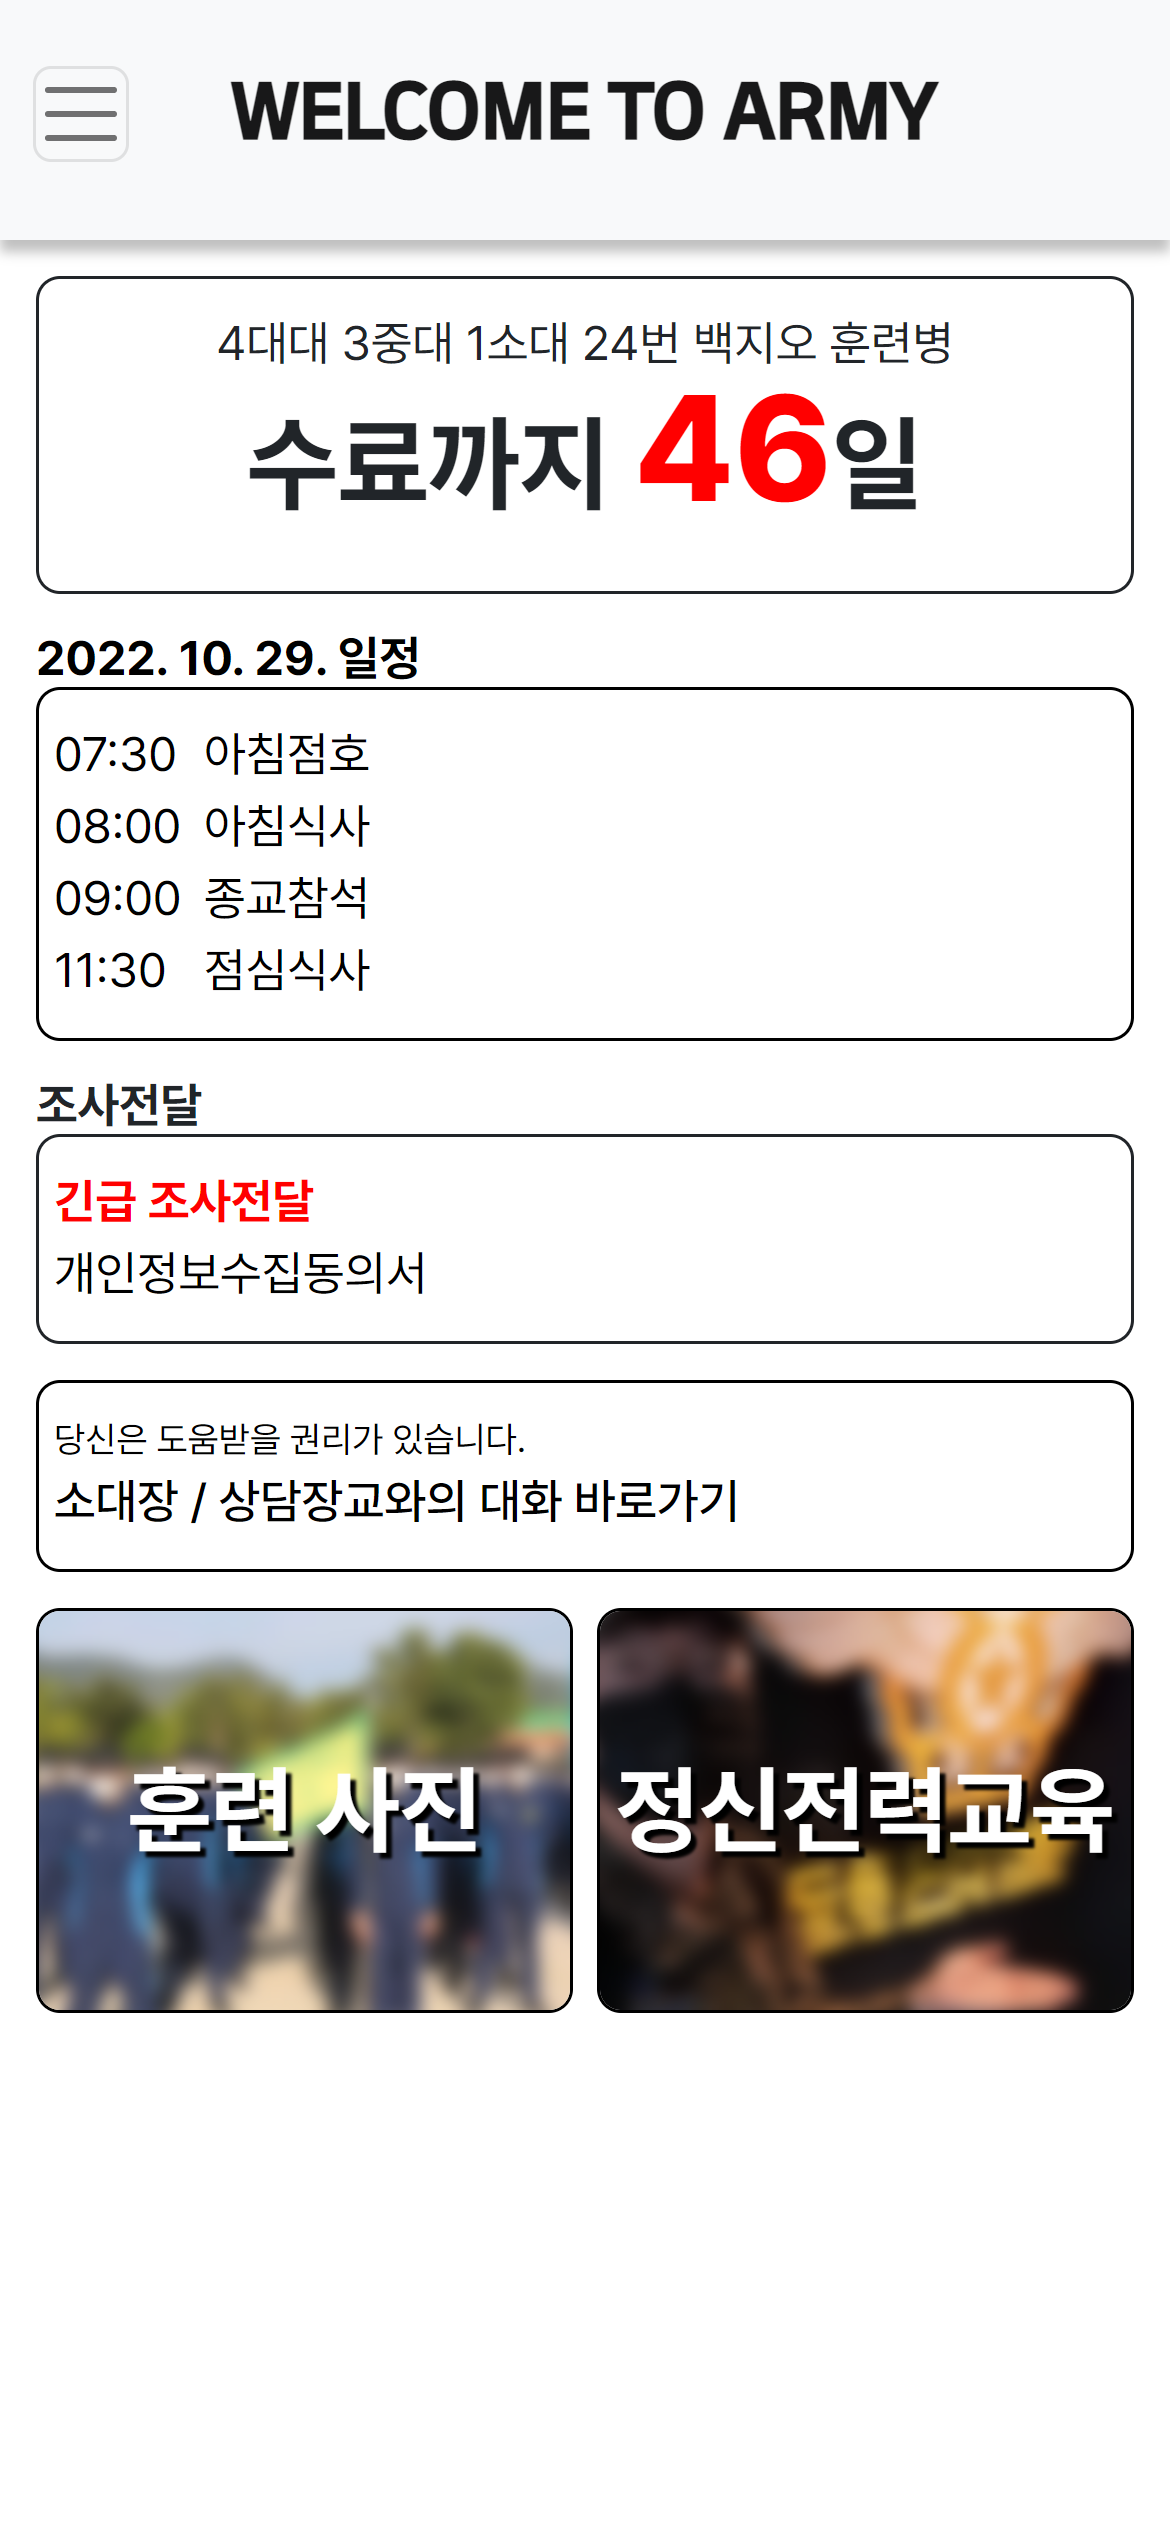 WELCOME TO ARMY
4대대 3중대 1소대 24번 백지오 훈련병
수료까지 46일
2022. 10. 29. 일정
07:30 아침점호
08:00 아침식사
09:00 종교참석
11:30 점심식사
조사전달
긴급 조사전달
개인정보수집동의서
당신은 도움받을 권리가 있습니다.
소대장 / 상담장교와의 대화 바로가기
훈련 사진
정신전력교육